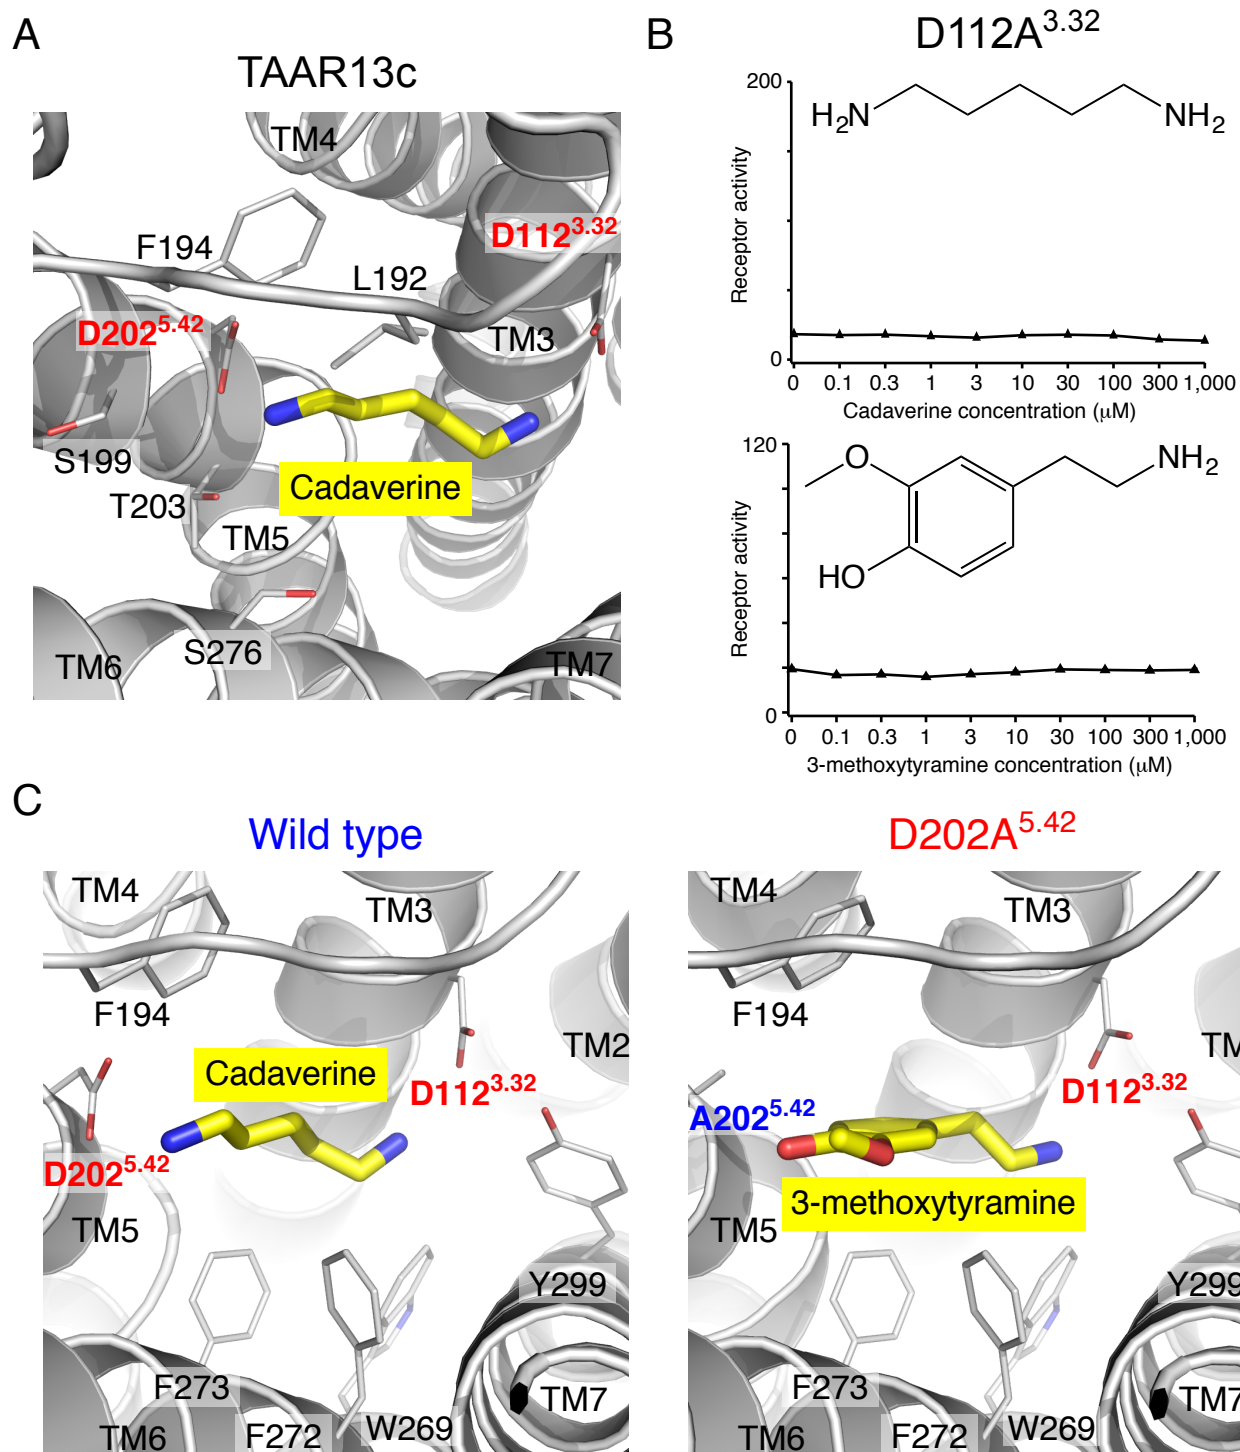 A
TAAR13c
TM4
D112^3.32
F194
L192
D202^5.42
TM3
S199
Cadaverine
T203
TM5
S276
TM6
TM7
B
D112A^3.32
200
H₂N
NH₂
Receptor activity
0
0 0.1 0.3 1 3 10 30 100 300 1,000
Cadaverine concentration (μM)
120
O
NH₂
HO
Receptor activity
0
0 0.1 0.3 1 3 10 30 100 300 1,000
3-methoxytyramine concentration (μM)
C
Wild type
TM4
TM3
F194
TM2
Cadaverine
D112^3.32
D202^5.42
TM5
Y299
F273
TM7
TM6
F272
W269
D202A^5.42
TM4
TM3
F194
TM
D112^3.32
A202^5.42
3-methoxytyramine
TM5
Y299
F273
TM7
TM6
F272
W269